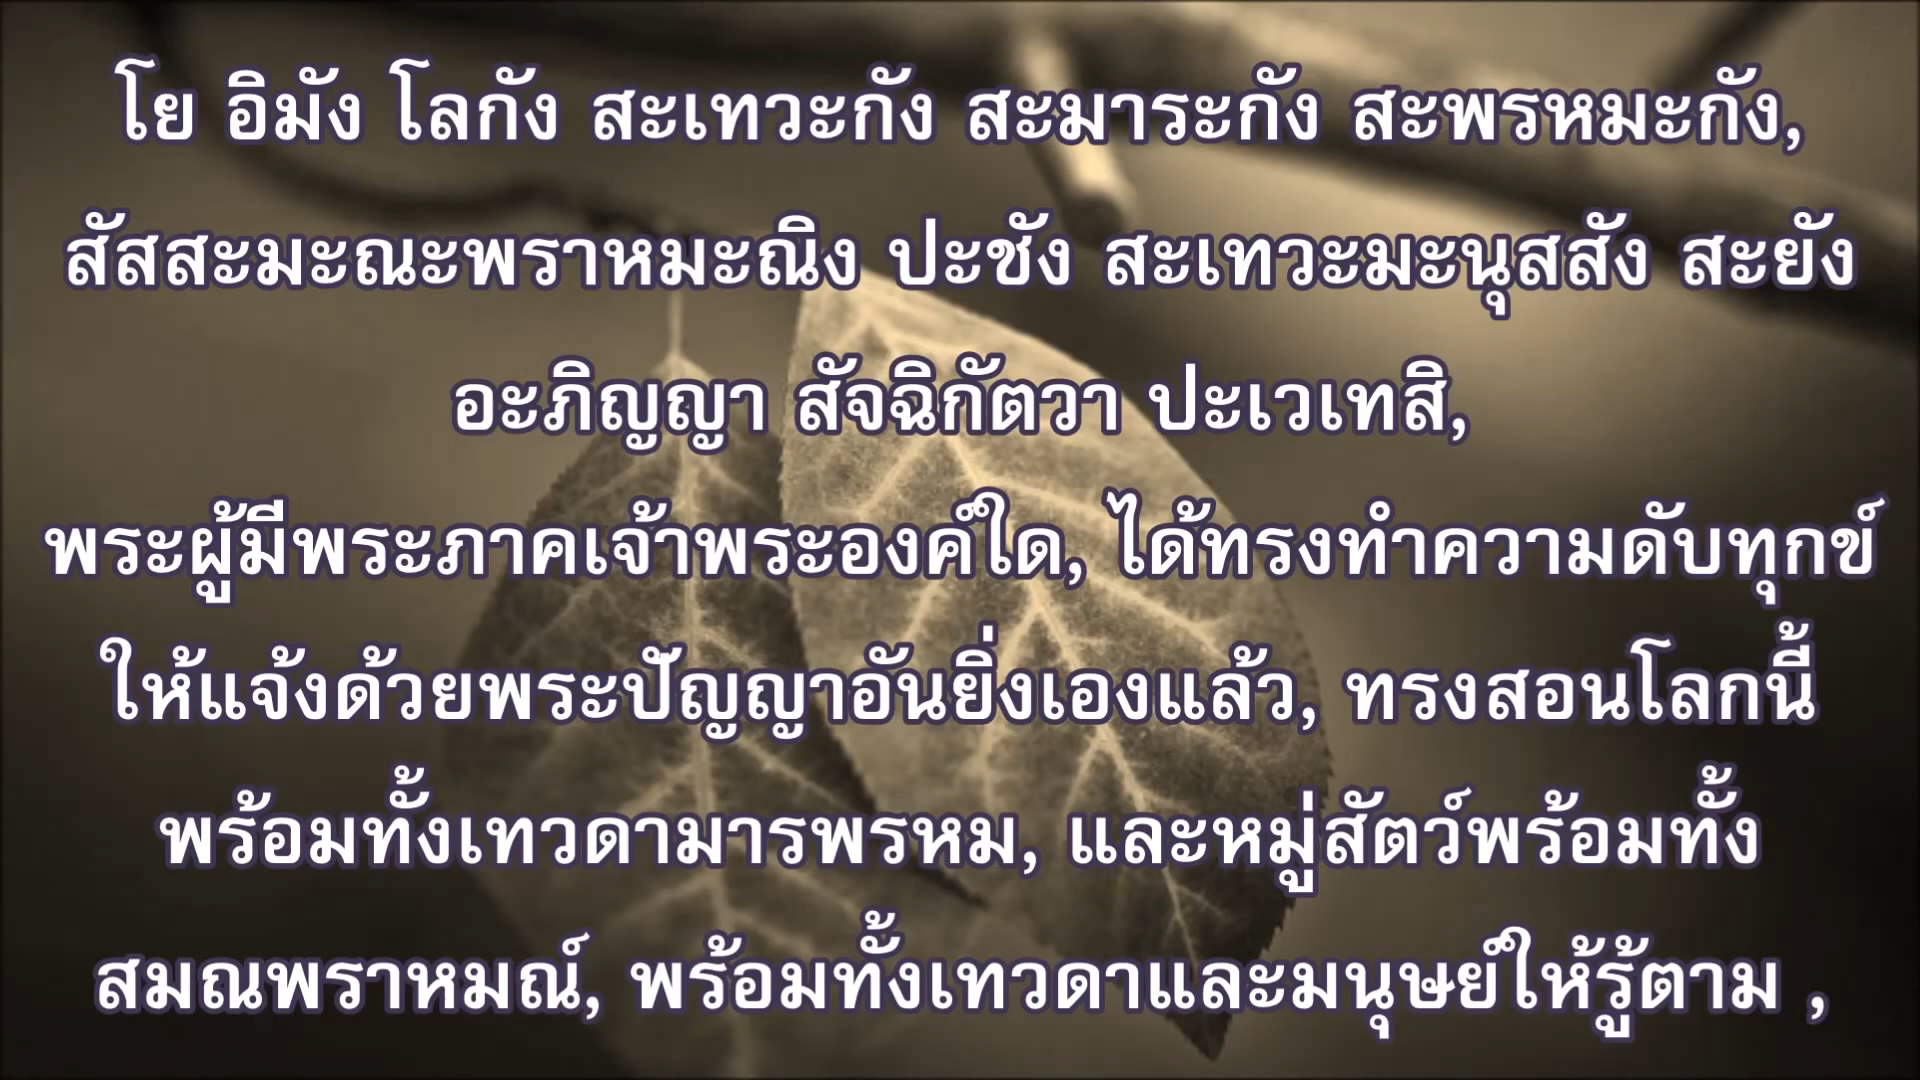 โย อิมัง โลกัง สะเทวะกัง สะมาระกัง สะพรหมะกัง,
สัสสะมะณะพราหมะณิง ปะชัง สะเทวะมะนุสสัง สะยัง
อะภิญญา สัจฉิกัตวา ปะเวเทสิ,
พระผู้มีพระภาคเจ้าพระองค์ใด, ได้ทรงทำความดับทุกข์
ให้แจ้งด้วยพระปัญญาอันยิ่งเองแล้ว, ทรงสอนโลกนี้
พร้อมทั้งเทวดามารพรหม, และหมู่สัตว์พร้อมทั้ง
สมณพราหมณ์, พร้อมทั้งเทวดาและมนุษย์ให้รู้ตาม ,